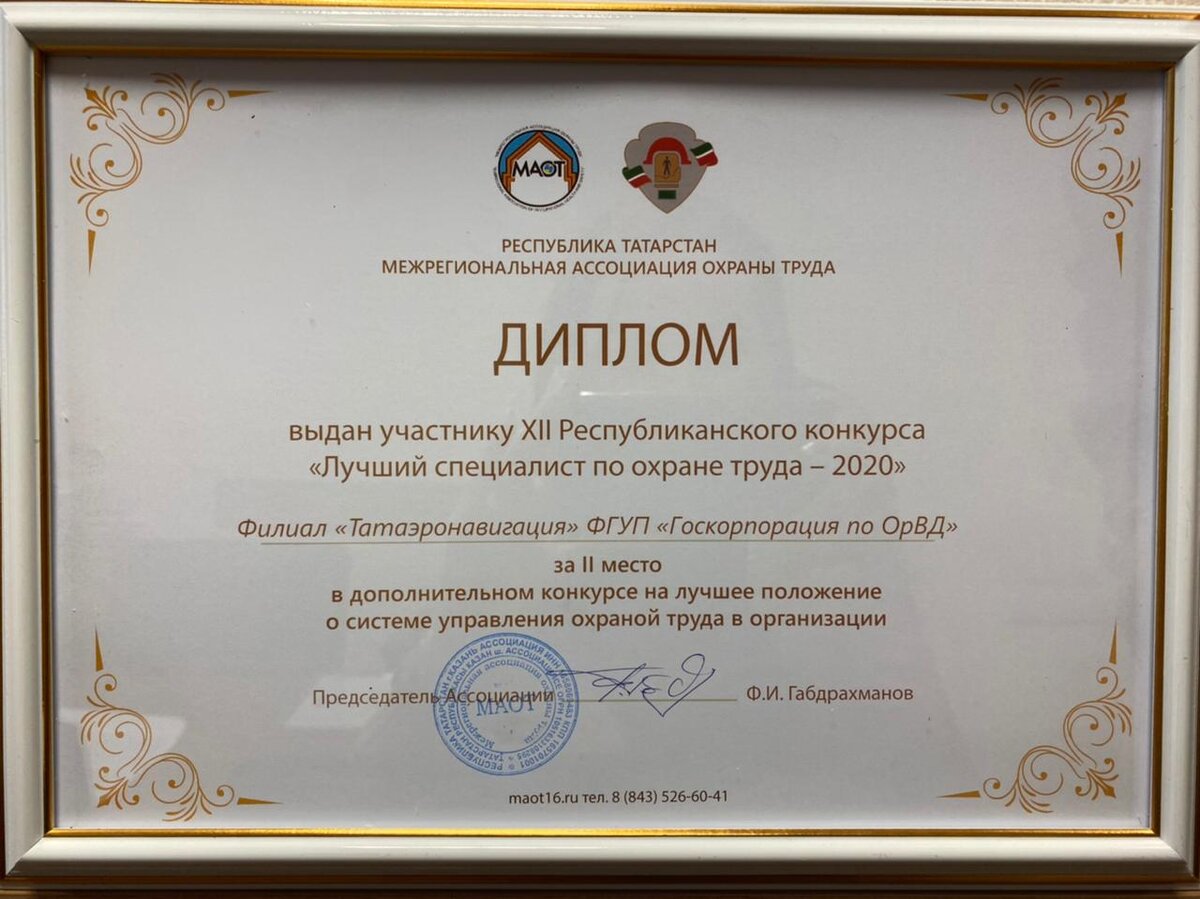 МАОТ
РЕСПУБЛИКА ТАТАРСТАН
МЕЖРЕГИОНАЛЬНАЯ АССОЦИАЦИЯ ОХРАНЫ ТРУДА
ДИПЛОМ
выдан участнику XII Республиканского конкурса
«Лучший специалист по охране труда – 2020»
Филиал «Татаэронавигация» ФГУП «Госкорпорация по ОрВД»
за II место
в дополнительном конкурсе на лучшее положение
о системе управления охраной труда в организации
Председатель Ассоциации Ф.И. Габдрахманов
МАОТ
maot16.ru тел. 8 (843) 526-60-41